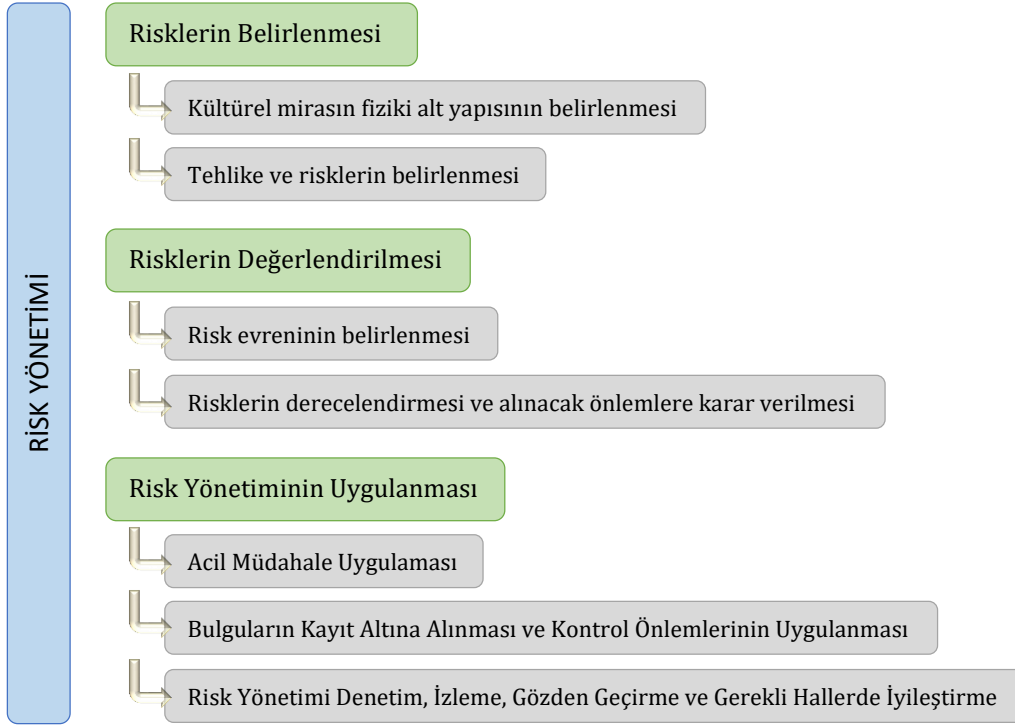 RİSK YÖNETİMİ
Risklerin Belirlenmesi
Kültürel mirasın fiziki alt yapısının belirlenmesi
Tehlike ve risklerin belirlenmesi
Risklerin Değerlendirilmesi
Risk evreninin belirlenmesi
Risklerin derecelendirmesi ve alınacak önlemlere karar verilmesi
Risk Yönetiminin Uygulanması
Acil Müdahale Uygulaması
Bulguların Kayıt Altına Alınması ve Kontrol Önlemlerinin Uygulanması
Risk Yönetimi Denetim, İzleme, Gözden Geçirme ve Gerekli Hallerde İyileştirme